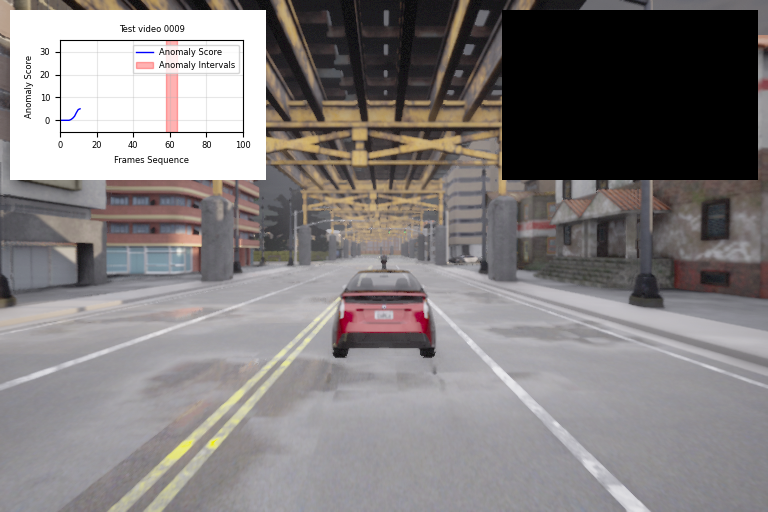 Test video 0009
Anomaly Score
Anomaly Intervals
Anomaly Score
30
20
10
0
0 20 40 60 80 100
Frames Sequence